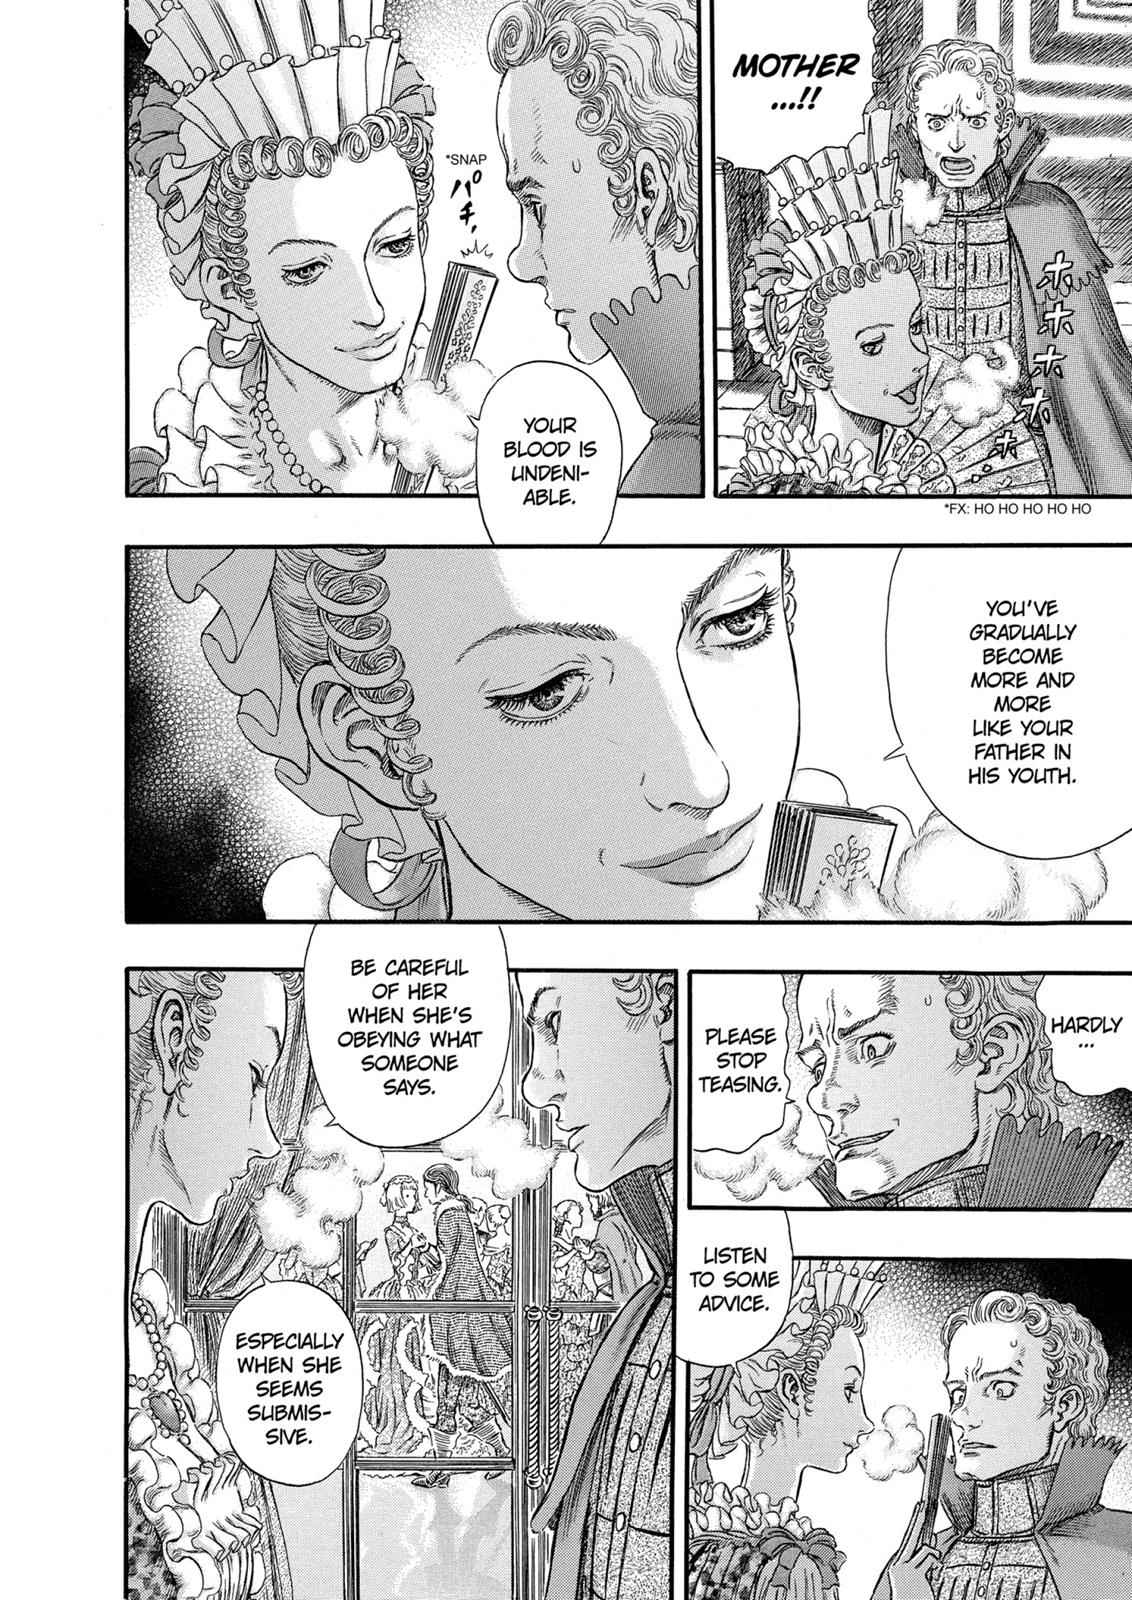 MOTHER
...!!
ホホホホホ
*FX: HO HO HO HO HO
*SNAP
パチッ
YOUR
BLOOD IS
UNDENI-
ABLE.
YOU'VE
GRADUALLY
BECOME
MORE AND
MORE
LIKE YOUR
FATHER IN
HIS YOUTH.
HARDLY
...
PLEASE
STOP
TEASING.
LISTEN
TO SOME
ADVICE.
BE CAREFUL
OF HER
WHEN SHE'S
OBEYING WHAT
SOMEONE
SAYS.
ESPECIALLY
WHEN SHE
SEEMS
SUBMIS-
SIVE.